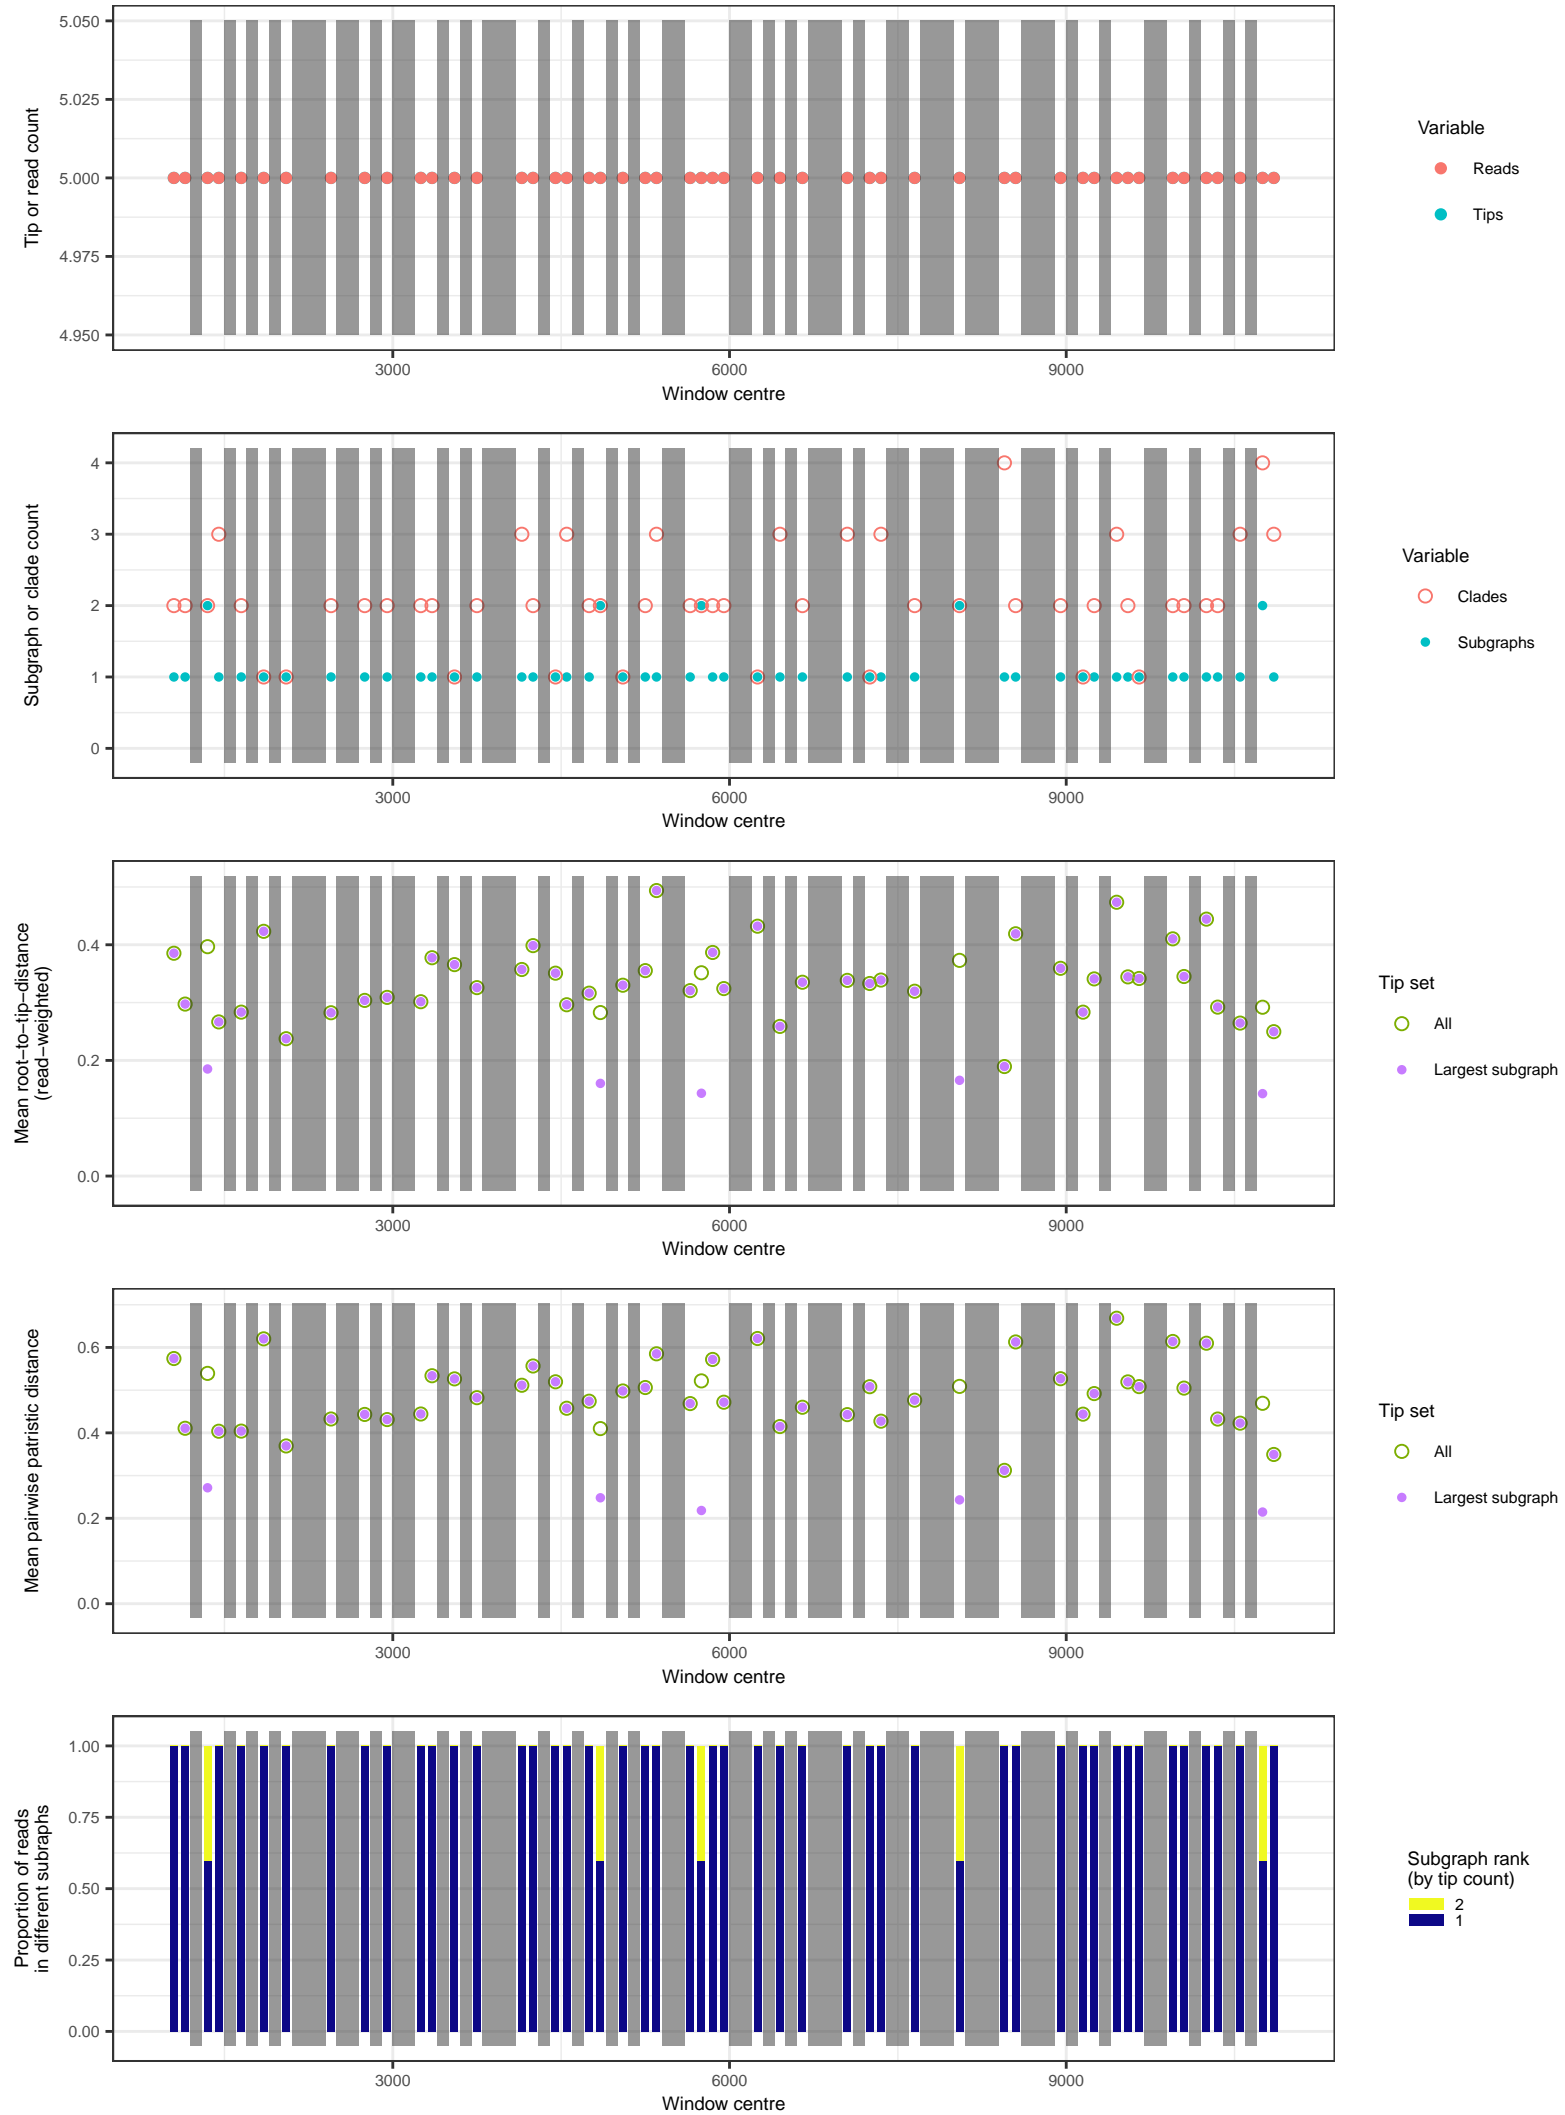 5.050
5.025
5.000
4.975
4.950
Tip or read count
3000
6000
9000
Window centre
Variable
Reads
Tips
4
3
2
1
0
Subgraph or clade count
3000
6000
9000
Window centre
Variable
Clades
Subgraphs
0.4
0.2
0.0
Mean root−to−tip−distance
(read−weighted)
3000
6000
9000
Window centre
Tip set
All
Largest subgraph
0.6
0.4
0.2
0.0
Mean pairwise patristic distance
3000
6000
9000
Window centre
Tip set
All
Largest subgraph
1.00
0.75
0.50
0.25
0.00
Proportion of reads
in different subraphs
3000
6000
9000
Window centre
Subgraph rank
(by tip count)
2
1